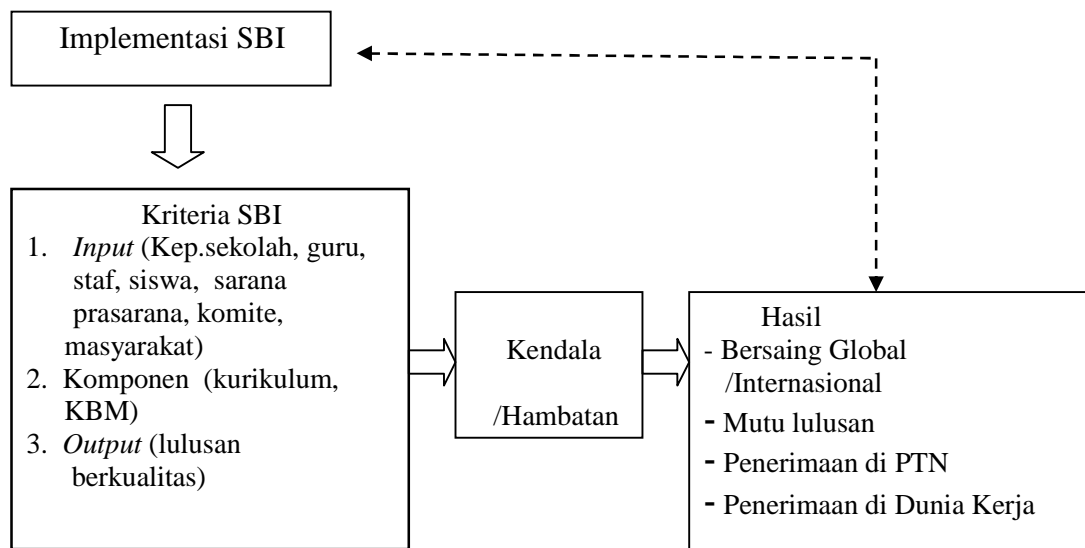 Implementasi SBI
Kriteria SBI
1. Input (Kep.sekolah, guru,
staf, siswa, sarana
prasarana, komite,
masyarakat)
2. Komponen (kurikulum,
KBM)
3. Output (lulusan
berkualitas)
Kendala
/Hambatan
Hasil
- Bersaing Global
/Internasional
- Mutu lulusan
- Penerimaan di PTN
- Penerimaan di Dunia Kerja